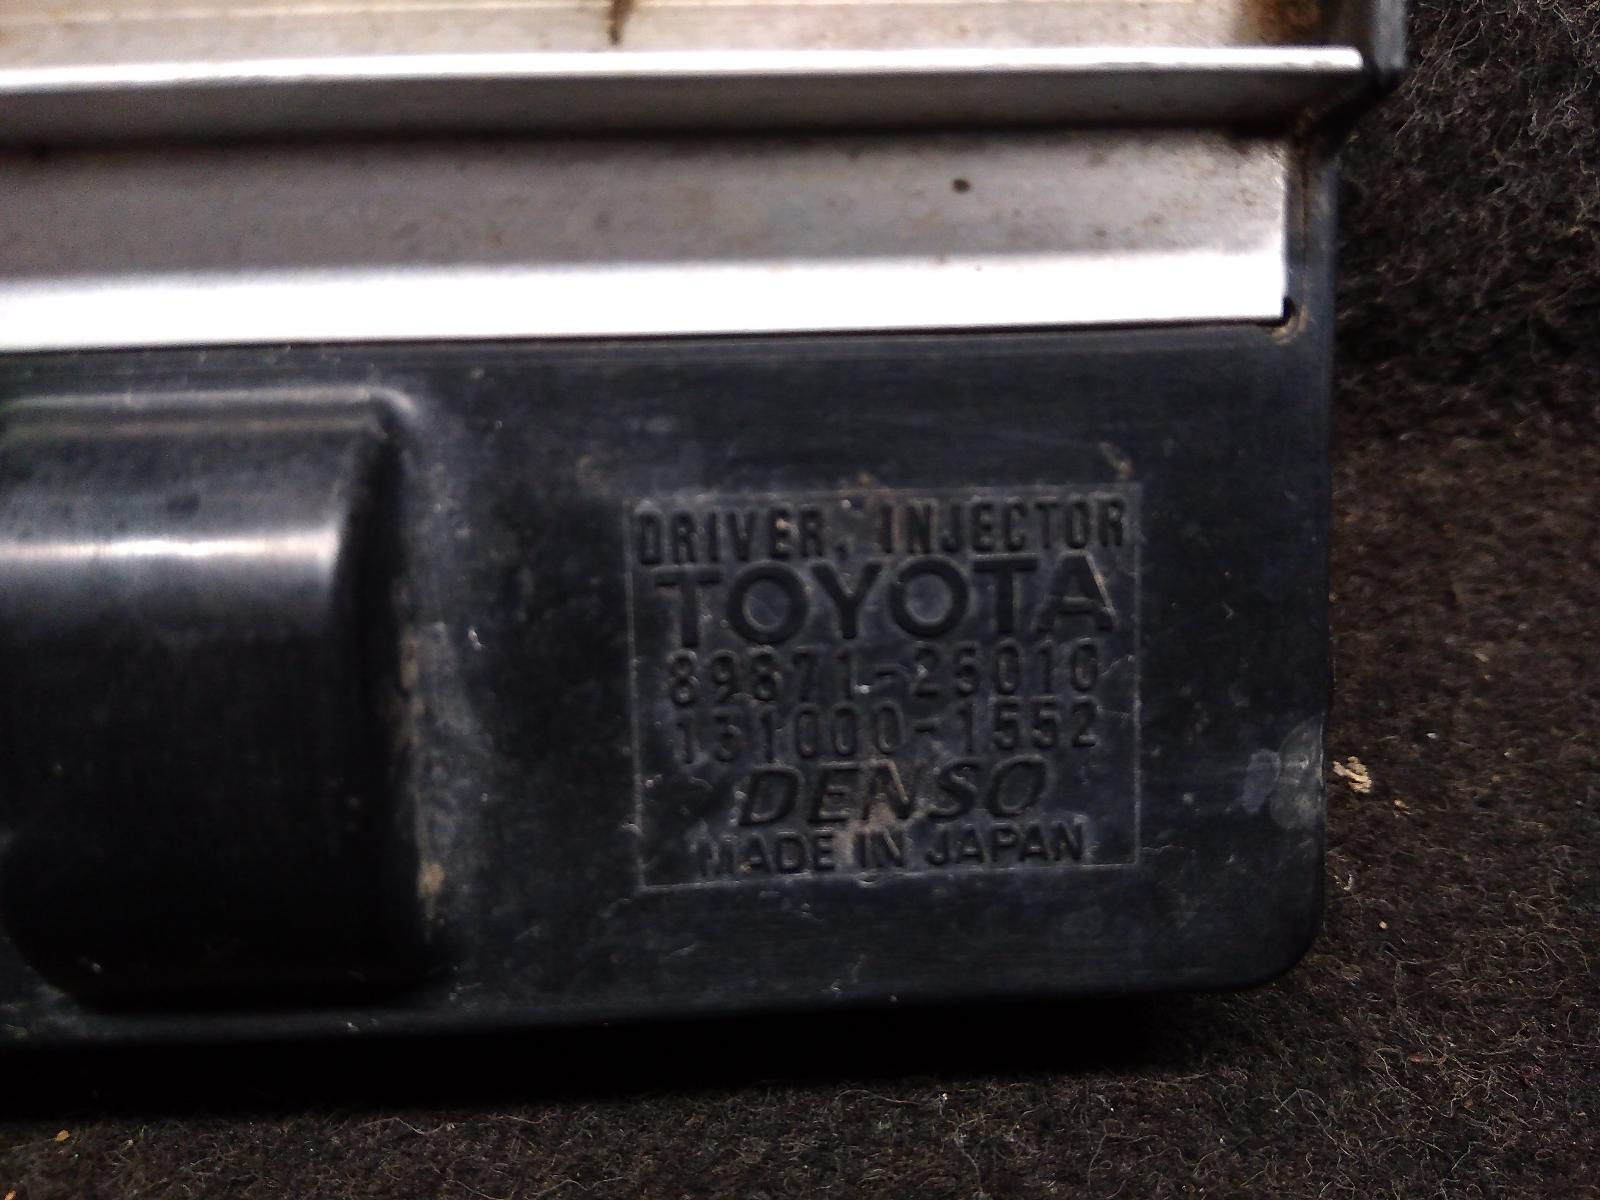 DRIVER, INJECTOR
TOYOTA
89871-26010
131000-1552
DENSO
MADE IN JAPAN